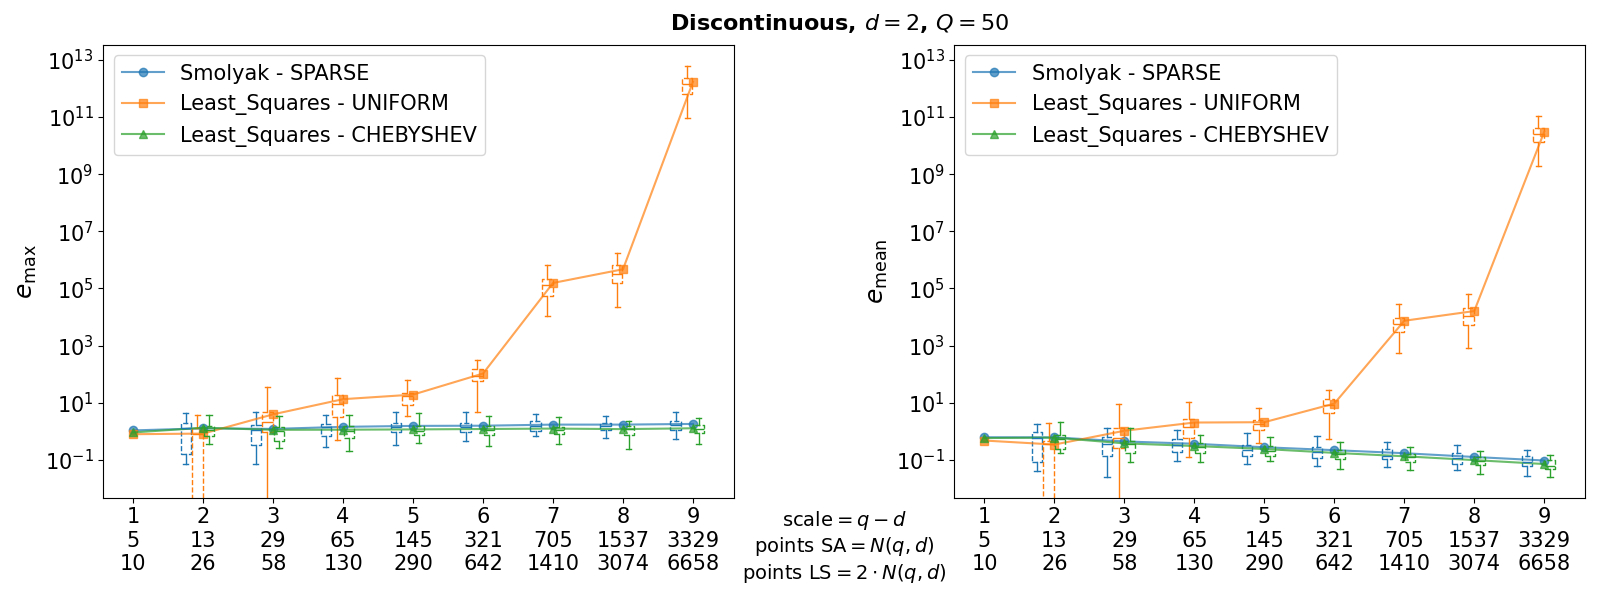 Discontinuous, d = 2, Q = 50
10^13
10^11
10^9
10^7
10^5
10^3
10^1
10^−1
e_max
Smolyak - SPARSE
Least_Squares - UNIFORM
Least_Squares - CHEBYSHEV
1 2 3 4 5 6 7 8 9
5 13 29 65 145 321 705 1537 3329
10 26 58 130 290 642 1410 3074 6658
scale = q − d
points SA = N(q, d)
points LS = 2 · N(q, d)
10^13
10^11
10^9
10^7
10^5
10^3
10^1
10^−1
e_mean
Smolyak - SPARSE
Least_Squares - UNIFORM
Least_Squares - CHEBYSHEV
1 2 3 4 5 6 7 8 9
5 13 29 65 145 321 705 1537 3329
10 26 58 130 290 642 1410 3074 6658